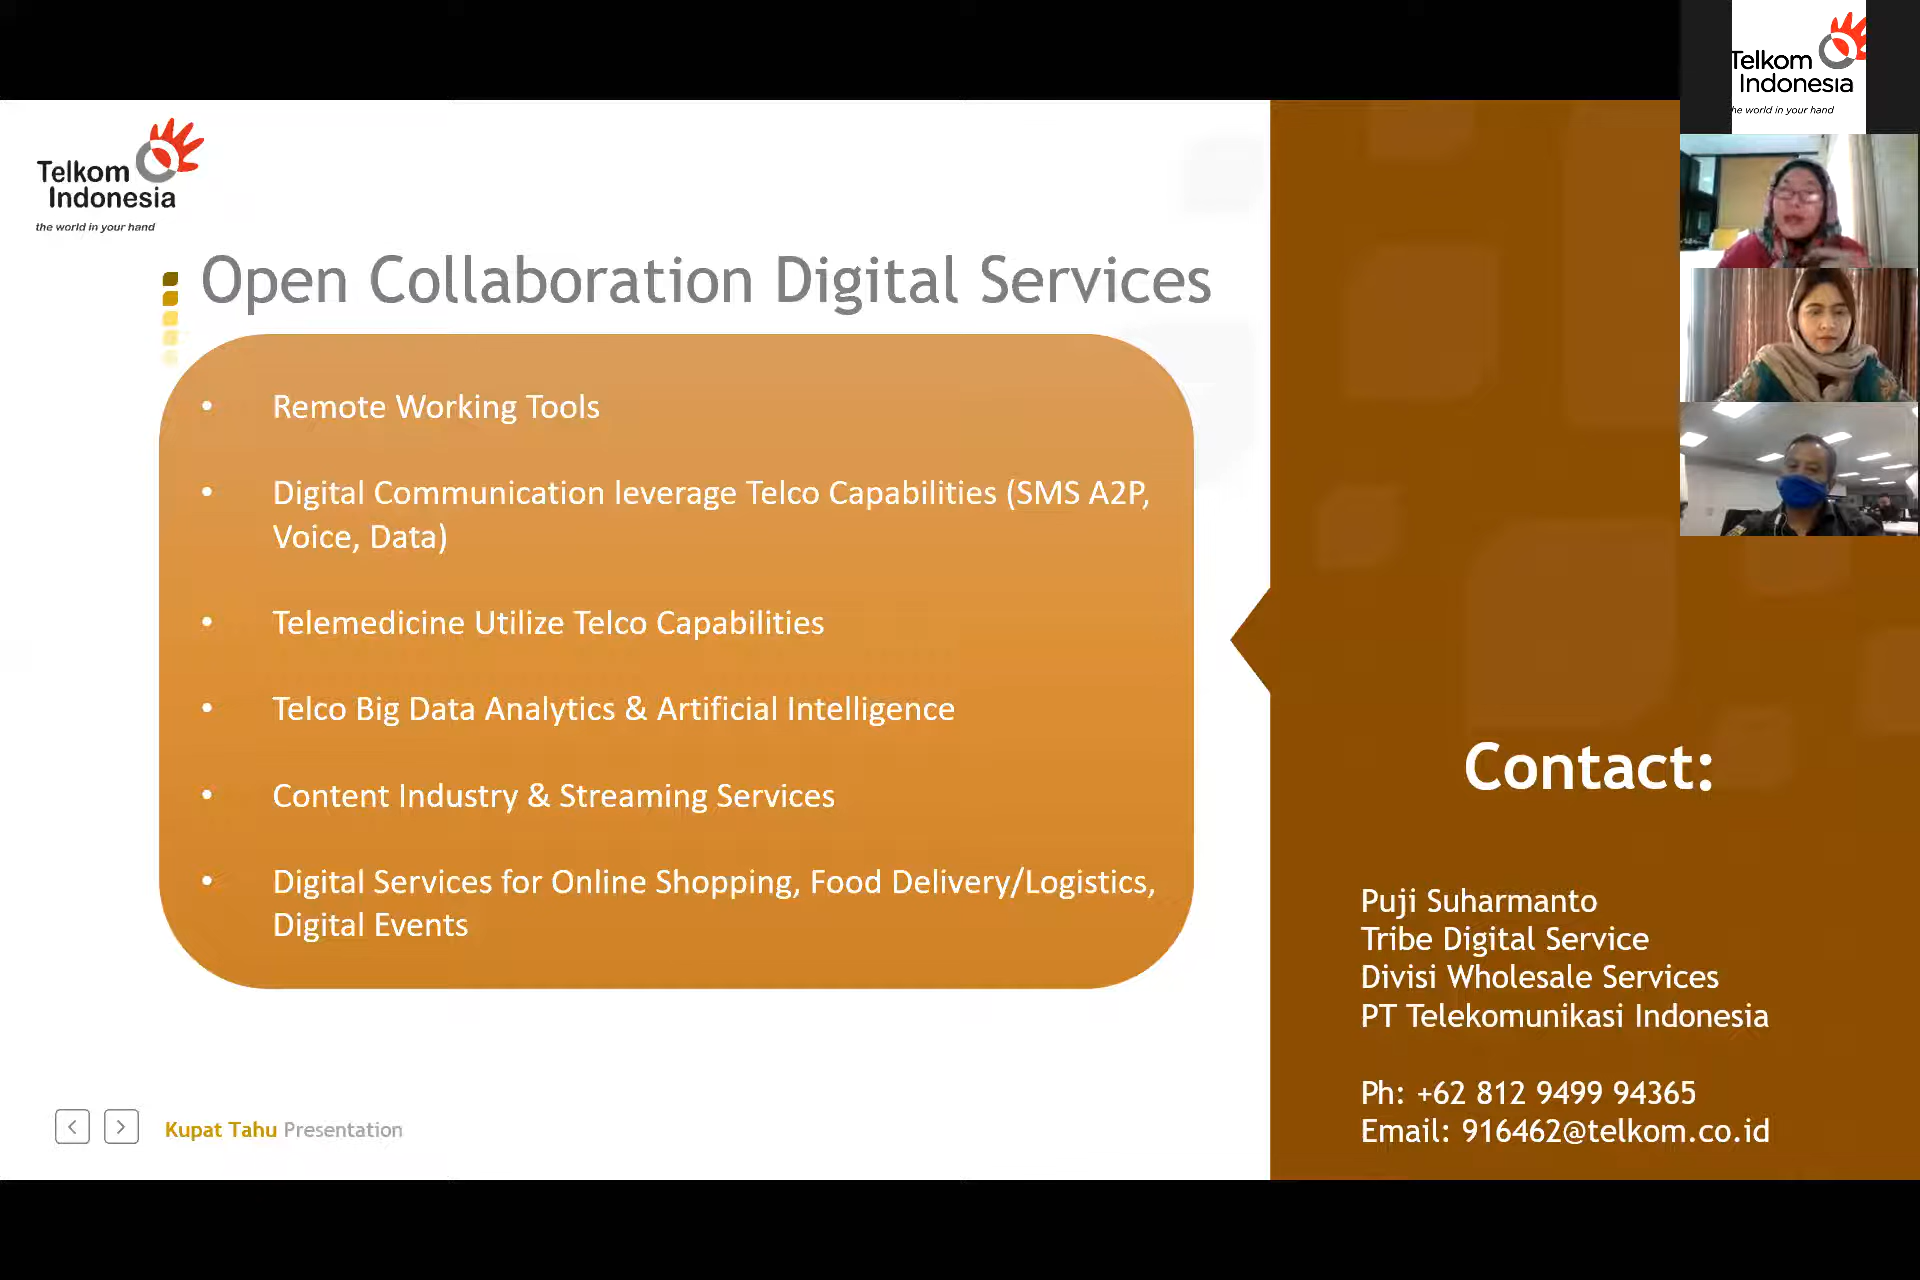 Telkom
Indonesia
the world in your hand
Telkom
Indonesia
he world in your hand
Open Collaboration Digital Services
• Remote Working Tools
• Digital Communication leverage Telco Capabilities (SMS A2P,
Voice, Data)
• Telemedicine Utilize Telco Capabilities
• Telco Big Data Analytics & Artificial Intelligence
• Content Industry & Streaming Services
• Digital Services for Online Shopping, Food Delivery/Logistics,
Digital Events
Kupat Tahu Presentation
Contact:
Puji Suharmanto
Tribe Digital Service
Divisi Wholesale Services
PT Telekomunikasi Indonesia
Ph: +62 812 9499 94365
Email: 916462@telkom.co.id